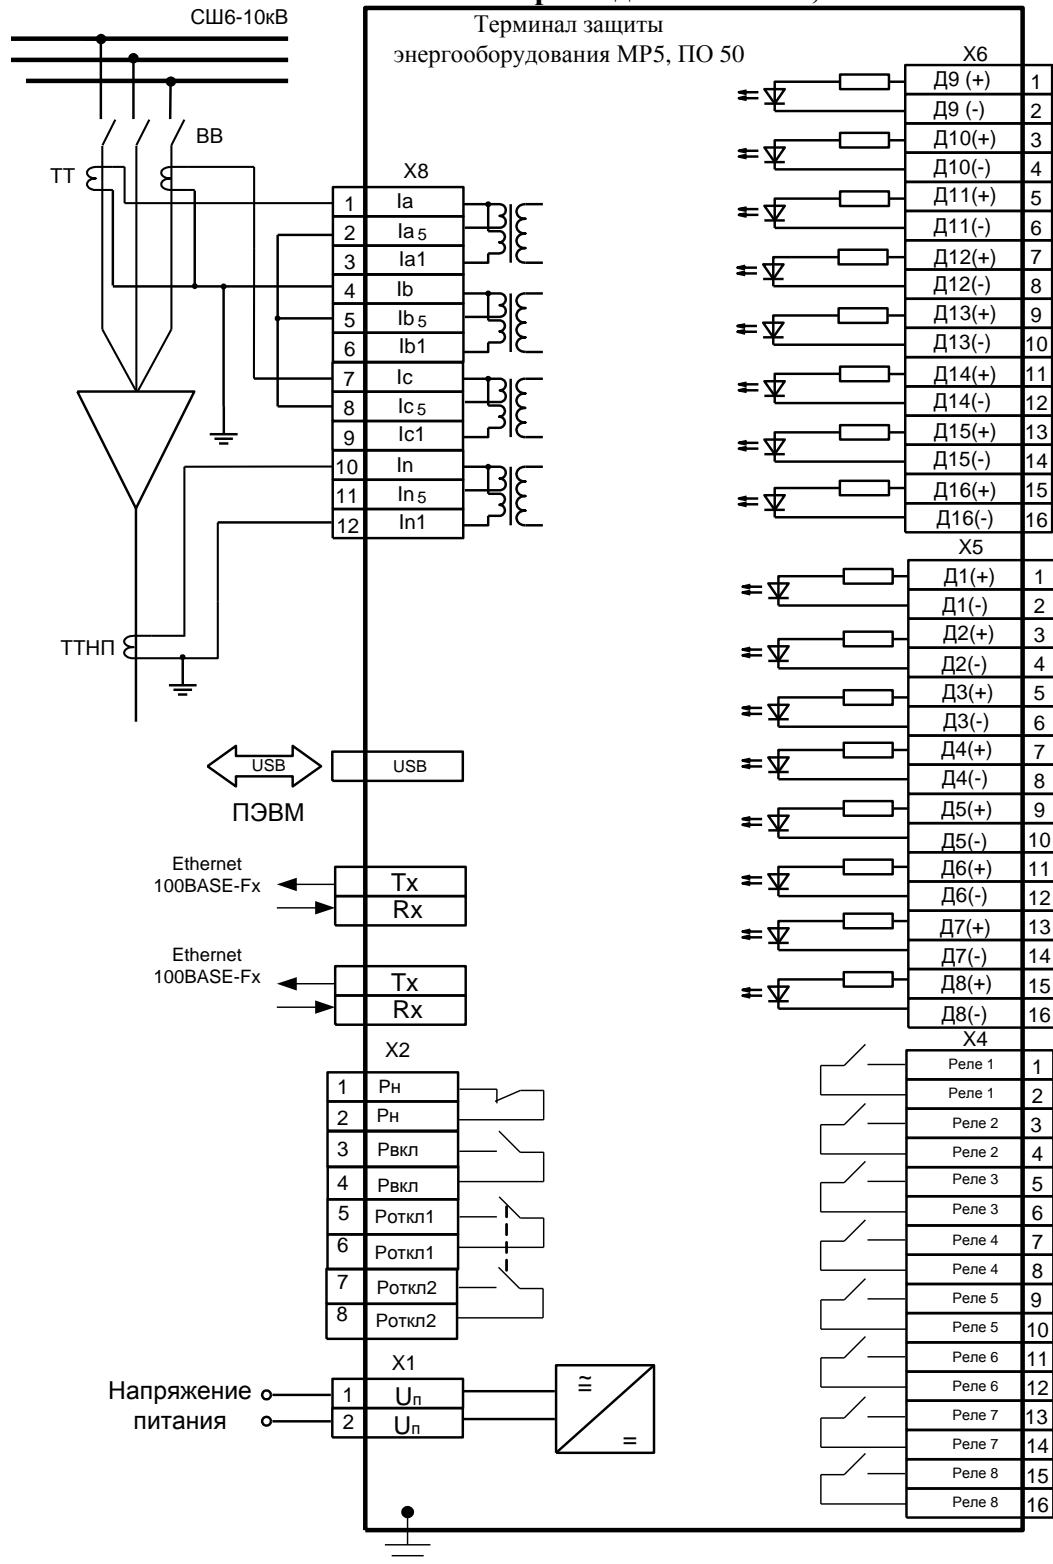 СШ6-10кВ
Терминал защиты
энергооборудования МР5, ПО 50
ВВ
ТТ
X8
1 Ia
2 Ia5
3 Ia1
4 Ib
5 Ib5
6 Ib1
7 Ic
8 Ic5
9 Ic1
10 In
11 In5
12 In1
ТТНП
USB
USB
ПЭВМ
Ethernet
100BASE-Fx
Tx
Rx
Ethernet
100BASE-Fx
Tx
Rx
X2
1 Рн
2 Рн
3 Рвкл
4 Рвкл
5 Роткл1
6 Роткл1
7 Роткл2
8 Роткл2
X1
Напряжение
питания
1 Uп
2 Uп
X6
Д9 (+) 1
Д9 (-) 2
Д10(+) 3
Д10(-) 4
Д11(+) 5
Д11(-) 6
Д12(+) 7
Д12(-) 8
Д13(+) 9
Д13(-) 10
Д14(+) 11
Д14(-) 12
Д15(+) 13
Д15(-) 14
Д16(+) 15
Д16(-) 16
X5
Д1(+) 1
Д1(-) 2
Д2(+) 3
Д2(-) 4
Д3(+) 5
Д3(-) 6
Д4(+) 7
Д4(-) 8
Д5(+) 9
Д5(-) 10
Д6(+) 11
Д6(-) 12
Д7(+) 13
Д7(-) 14
Д8(+) 15
Д8(-) 16
X4
Реле 1 1
Реле 1 2
Реле 2 3
Реле 2 4
Реле 3 5
Реле 3 6
Реле 4 7
Реле 4 8
Реле 5 9
Реле 5 10
Реле 6 11
Реле 6 12
Реле 7 13
Реле 7 14
Реле 8 15
Реле 8 16